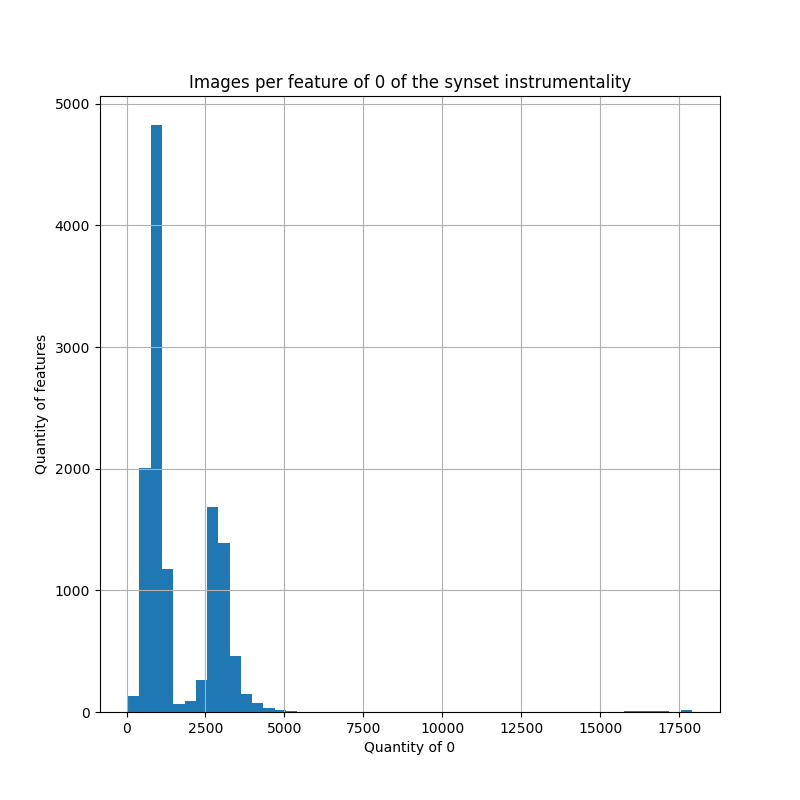 Images per feature of 0 of the synset instrumentality
5000
4000
3000
2000
1000
0
Quantity of features
0 2500 5000 7500 10000 12500 15000 17500
Quantity of 0